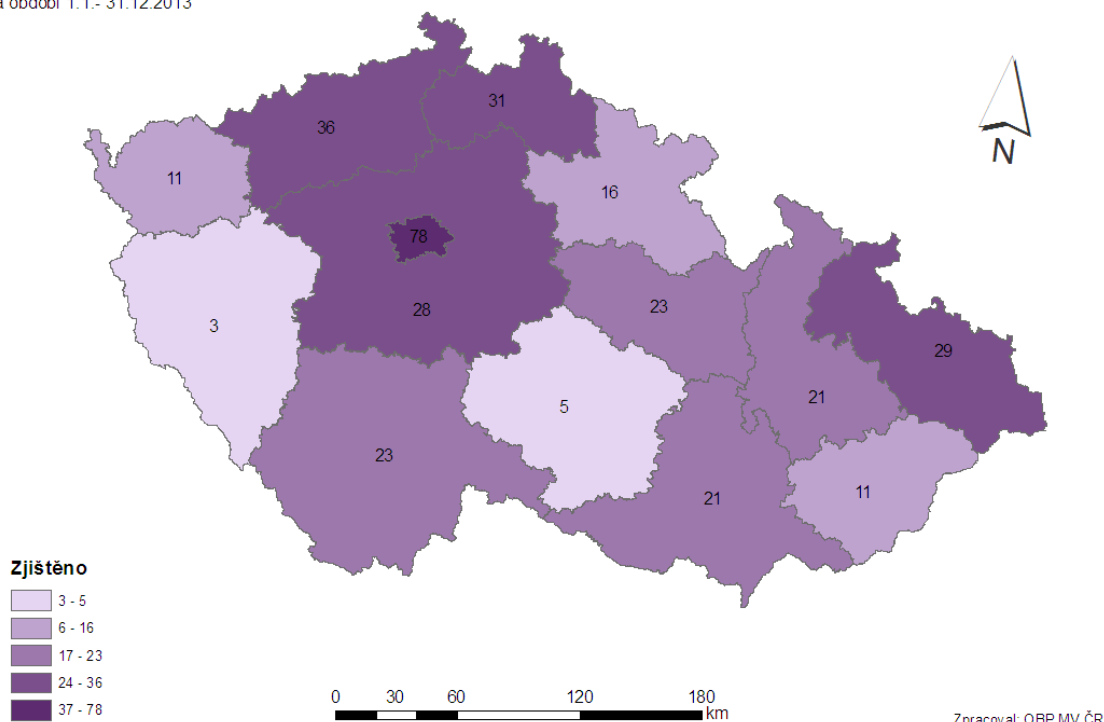 a období 1.1.- 31.12.2013
31
36
11
16
78
23
28
3
29
5
21
23
11
21
N
Zjištěno
3 - 5
6 - 16
17 - 23
24 - 36
37 - 78
0 30 60 120 180
km
Zpracoval: OBP MV ČR